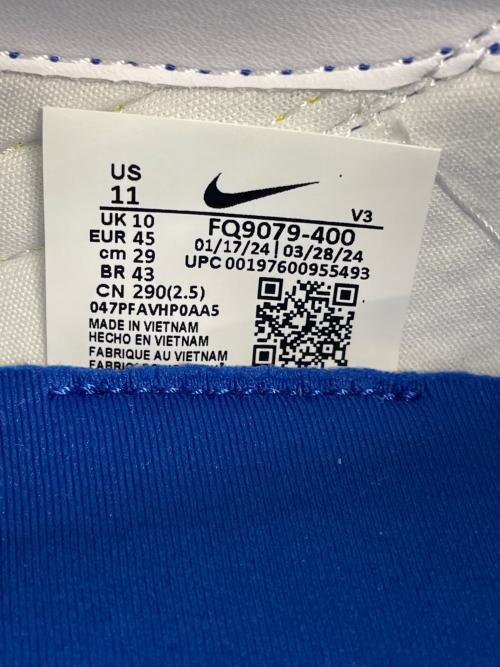 US
11
V3
UK 10
EUR 45
cm 29
BR 43
CN 290(2.5)
FQ9079-400
01/17/24 | 03/28/24
UPC 00197600955493
047PFAVHP0AA5
MADE IN VIETNAM
HECHO EN VIETNAM
FABRIQUE AU VIETNAM